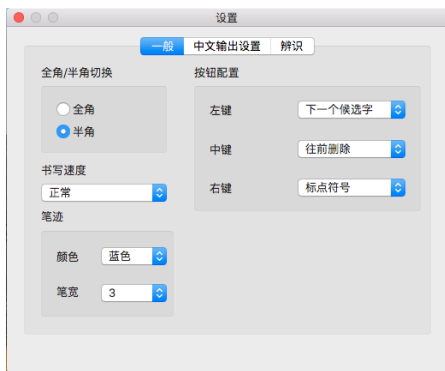 设置
一般 中文输出设置 辨识
全角/半角切换
全角
半角
书写速度
正常
笔迹
颜色 蓝色
笔宽 3
按钮配置
左键 下一个候选字
中键 往前删除
右键 标点符号